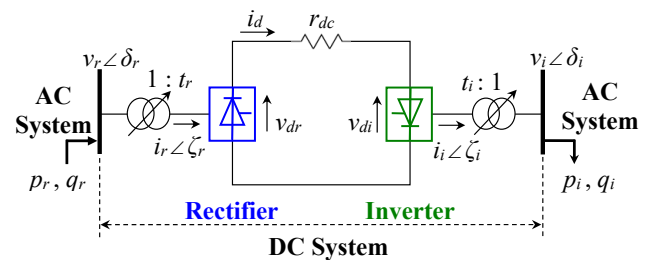 i_d
r_dc
v_r∠δ_r
v_i∠δ_i
1 : t_r
t_i : 1
AC
System
AC
System
v_dr
v_di
i_r∠ζ_r
i_i∠ζ_i
p_r , q_r
p_i , q_i
Rectifier
Inverter
DC System